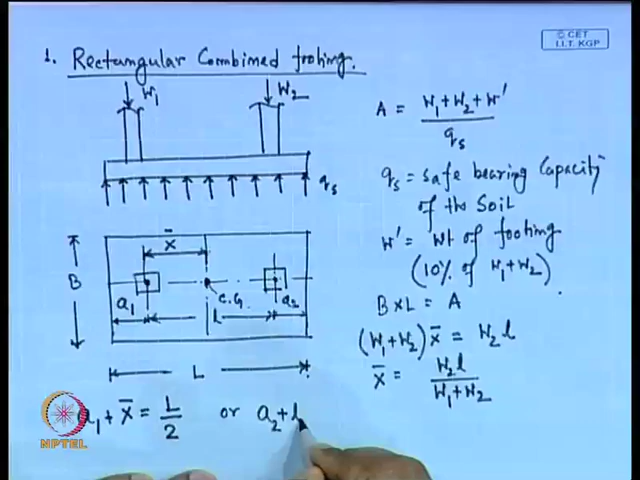 © CET
I.I.T. KGP
1. Rectangular Combined footing.
W₁ W₂
qₛ
A = (W₁ + W₂ + W′) / qₛ
qₛ = safe bearing Capacity
of the Soil
W′ = Wt of footing
(10% of W₁ + W₂)
B × L = A
(W₁ + W₂) x̄ = W₂ l
x̄ = W₂ l / (W₁ + W₂)
x̄
B
C.G.
a₁ l a₂
L
a₁ + x̄ = L/2 or a₂ + l
NPTEL